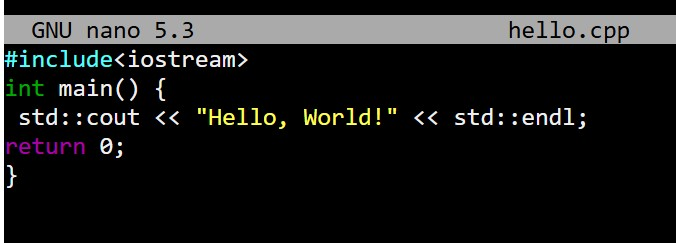 GNU nano 5.3 hello.cpp
#include<iostream>
int main() {
 std::cout << "Hello, World!" << std::endl;
return 0;
}